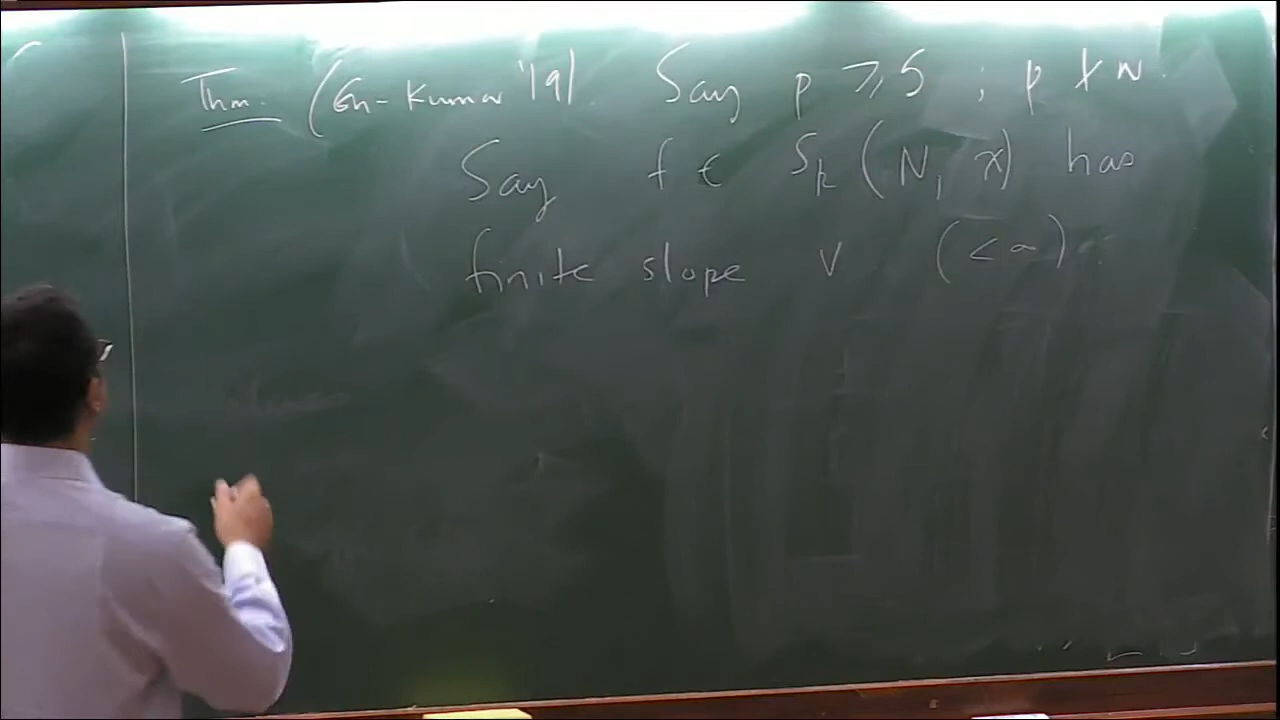 Thm. (Gh-Kumar '19). Say p ⩾ 5 ; p ∤ N.
Say f ∈ S_k (N, χ) has
finite slope v (< ∞).